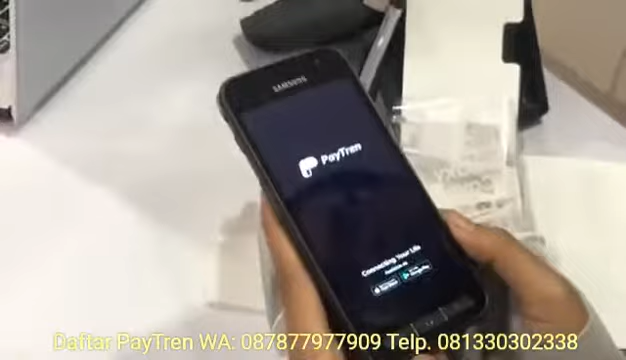 SAMSUNG
PayTren
Connecting Your Life
Daftar PayTren WA: 087877977909 Telp. 081330302338